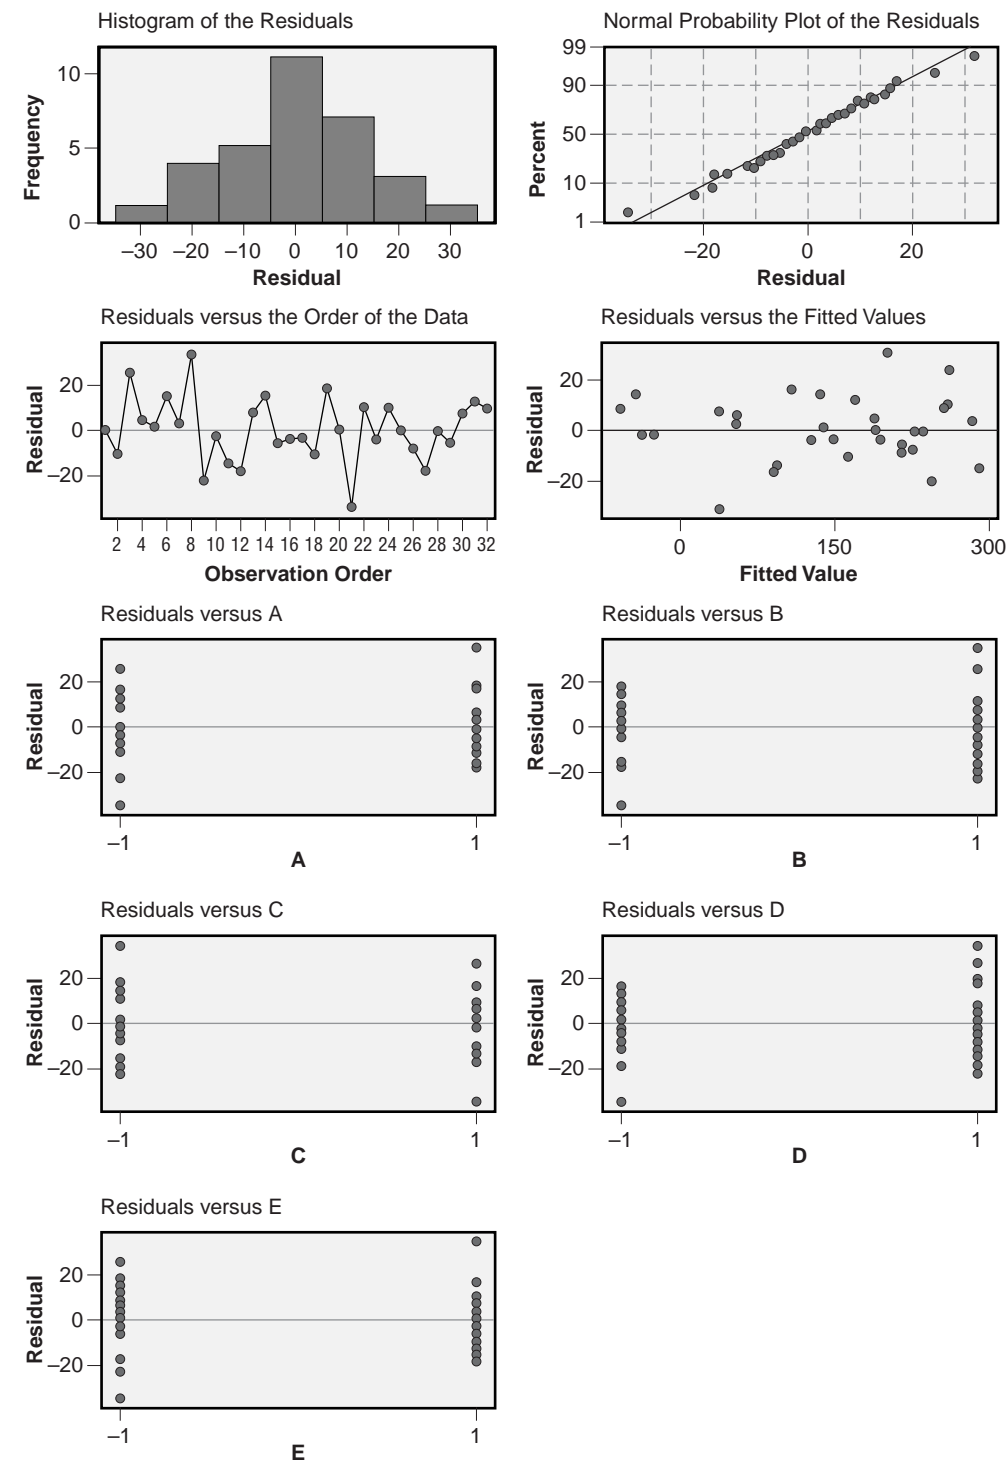 Histogram of the Residuals
Frequency
10
5
0
–30 –20 –10 0 10 20 30
Residual
Normal Probability Plot of the Residuals
Percent
99
90
50
10
1
–20 0 20
Residual
Residuals versus the Order of the Data
Residual
20
0
–20
2 4 6 8 10 12 14 16 18 20 22 24 26 28 30 32
Observation Order
Residuals versus the Fitted Values
Residual
20
0
–20
0 150 300
Fitted Value
Residuals versus A
Residual
20
0
–20
–1 1
A
Residuals versus B
Residual
20
0
–20
–1 1
B
Residuals versus C
Residual
20
0
–20
–1 1
C
Residuals versus D
Residual
20
0
–20
–1 1
D
Residuals versus E
Residual
20
0
–20
–1 1
E